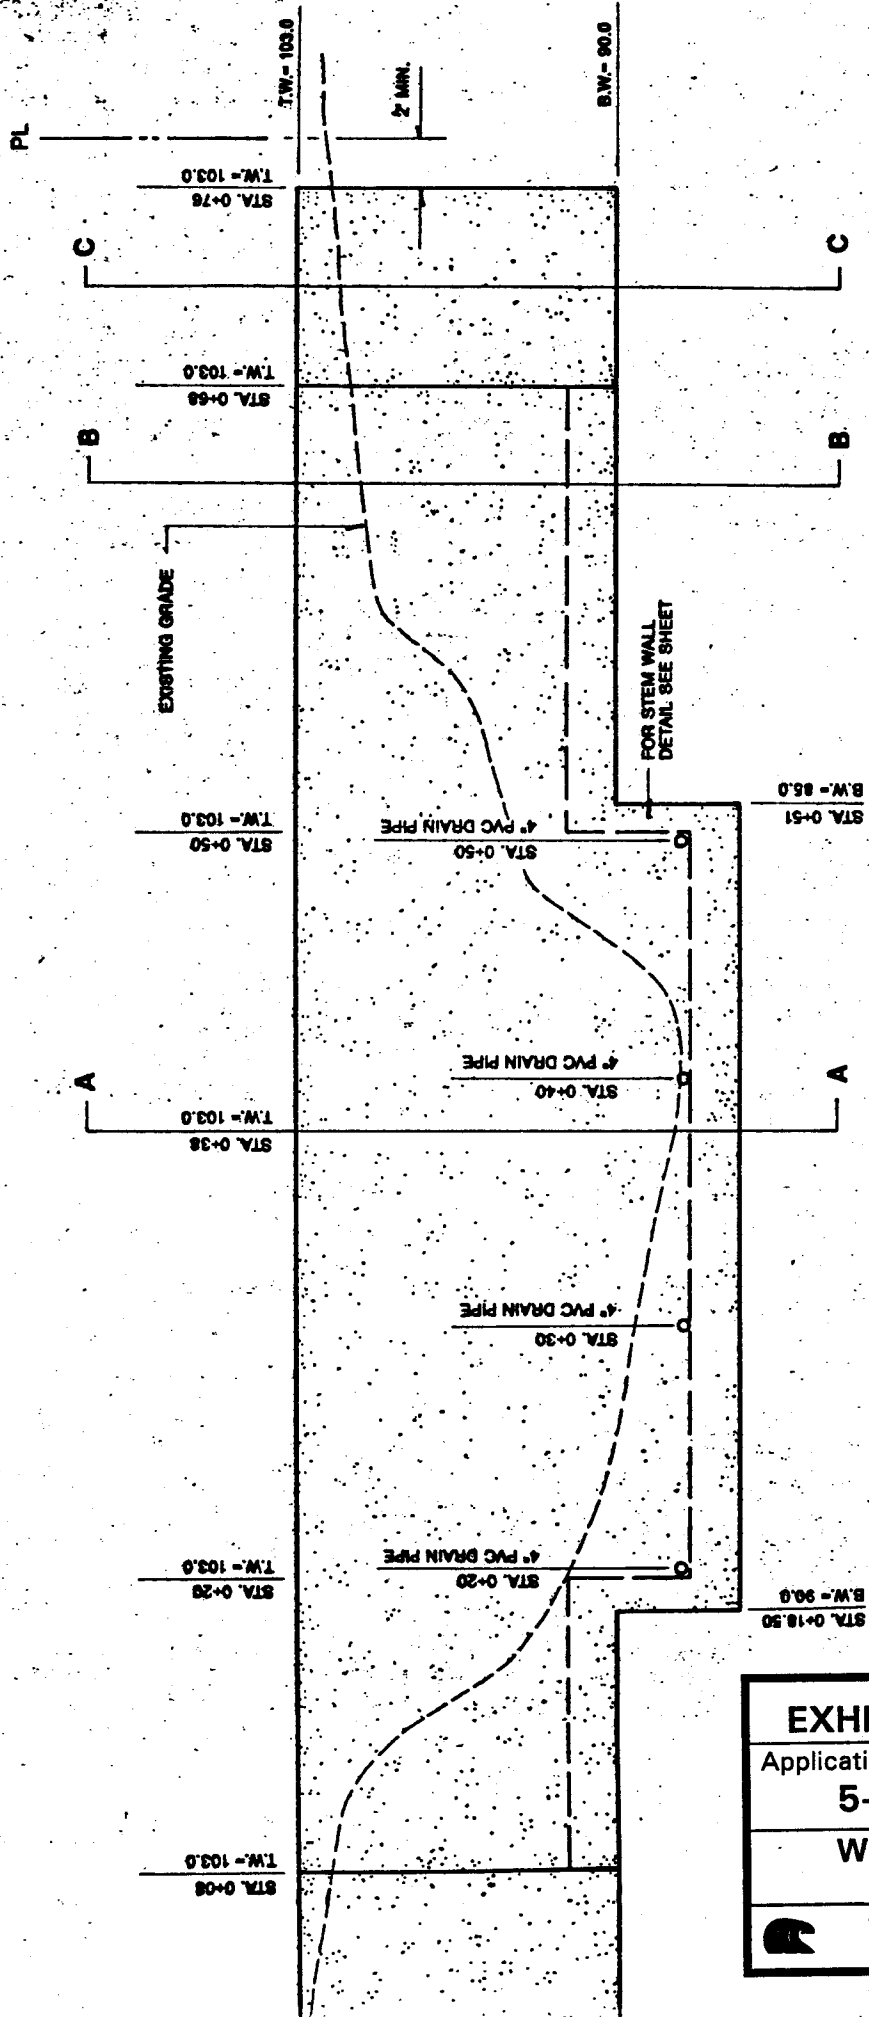 PL
T.W.= 103.0
2' MIN.
B.W.= 90.0
STA. 0+76
T.W.= 103.0
C
C
STA. 0+68
T.W.= 103.0
B
B
EXISTING GRADE
FOR STEM WALL
DETAIL SEE SHEET
STA. 0+51
B.W.= 85.0
STA. 0+50
T.W.= 103.0
STA. 0+50
4" PVC DRAIN PIPE
STA. 0+40
4" PVC DRAIN PIPE
A
A
STA. 0+38
T.W.= 103.0
STA. 0+30
4" PVC DRAIN PIPE
STA. 0+20
4" PVC DRAIN PIPE
STA. 0+20
T.W.= 103.0
STA. 0+18.50
B.W.= 90.0
STA. 0+08
T.W.= 103.0
EXHI
Applicati
5-
W